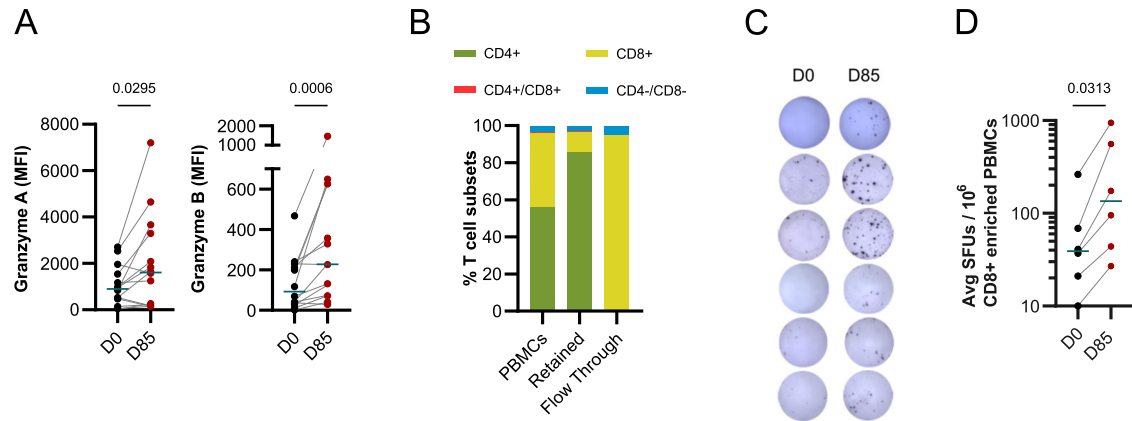 A
0.0295
Granzyme A (MFI)
8000
6000
4000
2000
0
D0
D85
0.0006
Granzyme B (MFI)
2000
1000
600
400
200
0
D0
D85
B
CD4+
CD8+
CD4+/CD8+
CD4-/CD8-
% T cell subsets
100
80
60
40
20
0
PBMCs
Retained
Flow Through
C
D0 D85
D
0.0313
Avg SFUs / 10⁶
CD8+ enriched PBMCs
1000
100
10
D0
D85